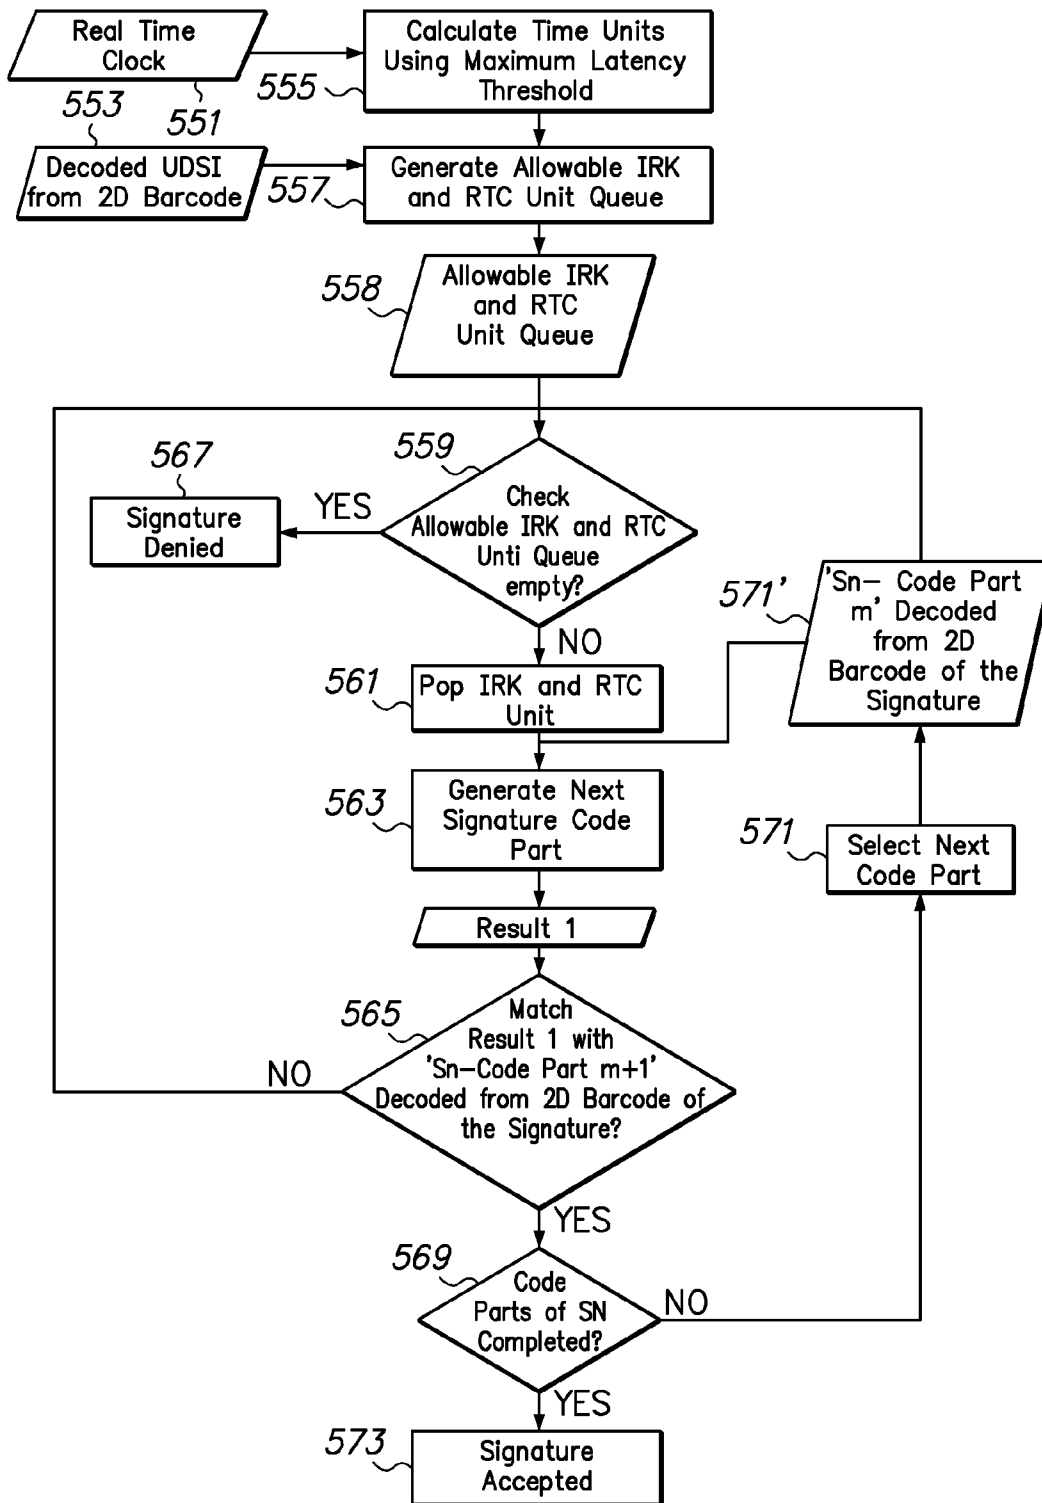 Real Time
Clock
551
Calculate Time Units
Using Maximum Latency
Threshold
555
553
Decoded UDSI
from 2D Barcode
557
Generate Allowable IRK
and RTC Unit Queue
558
Allowable IRK
and RTC
Unit Queue
567
Signature
Denied
YES
559
Check
Allowable IRK and RTC
Unti Queue
empty?
NO
571'
'Sn- Code Part
m' Decoded
from 2D
Barcode of the
Signature
561
Pop IRK and RTC
Unit
563
Generate Next
Signature Code
Part
571
Select Next
Code Part
Result 1
565
Match
Result 1 with
'Sn-Code Part m+1'
Decoded from 2D Barcode of
the Signature?
NO
YES
569
Code
Parts of SN
Completed?
NO
YES
573
Signature
Accepted